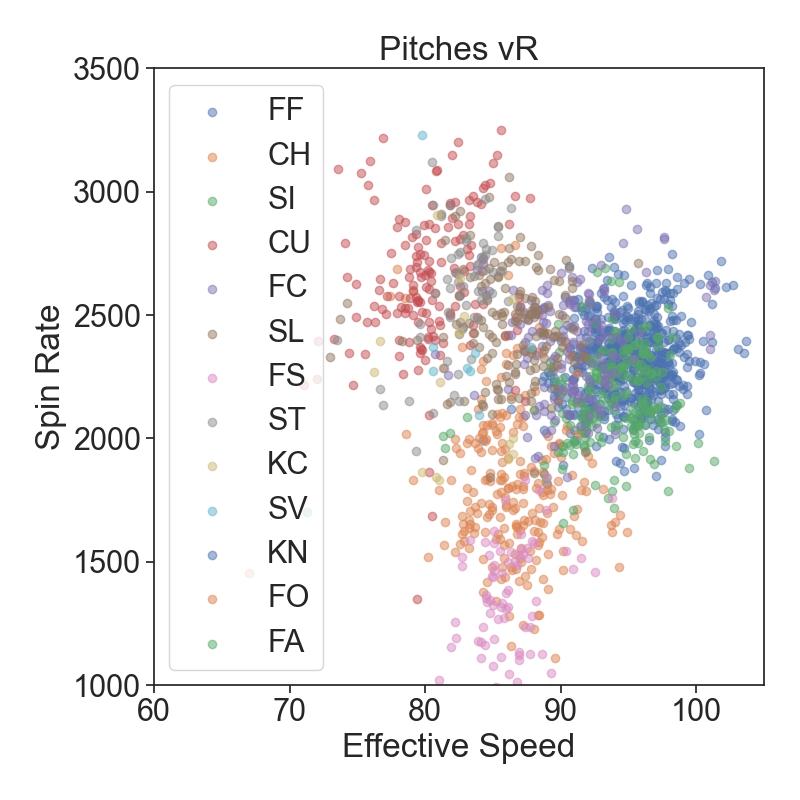 Pitches vR
3500
3000
2500
2000
1500
1000
Spin Rate
FF
CH
SI
CU
FC
SL
FS
ST
KC
SV
KN
FO
FA
60 70 80 90 100
Effective Speed